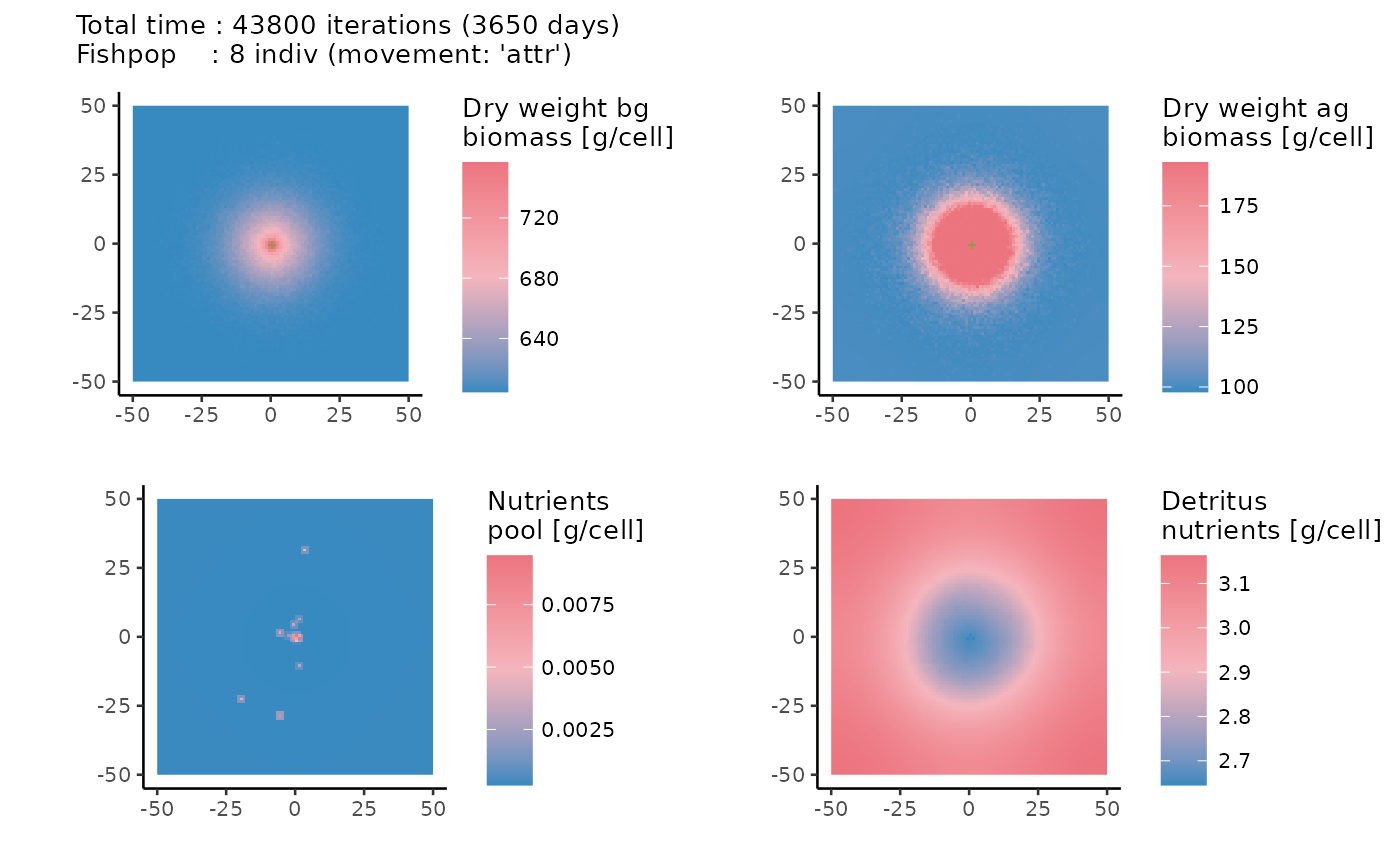 Total time : 43800 iterations (3650 days)
Fishpop    : 8 indiv (movement: 'attr')
Dry weight bg
biomass [g/cell]
50
25
0
-25
-50
-50 -25 0 25 50
720
680
640
Dry weight ag
biomass [g/cell]
50
25
0
-25
-50
-50 -25 0 25 50
175
150
125
100
Nutrients
pool [g/cell]
50
25
0
-25
-50
-50 -25 0 25 50
0.0075
0.0050
0.0025
Detritus
nutrients [g/cell]
50
25
0
-25
-50
-50 -25 0 25 50
3.1
3.0
2.9
2.8
2.7